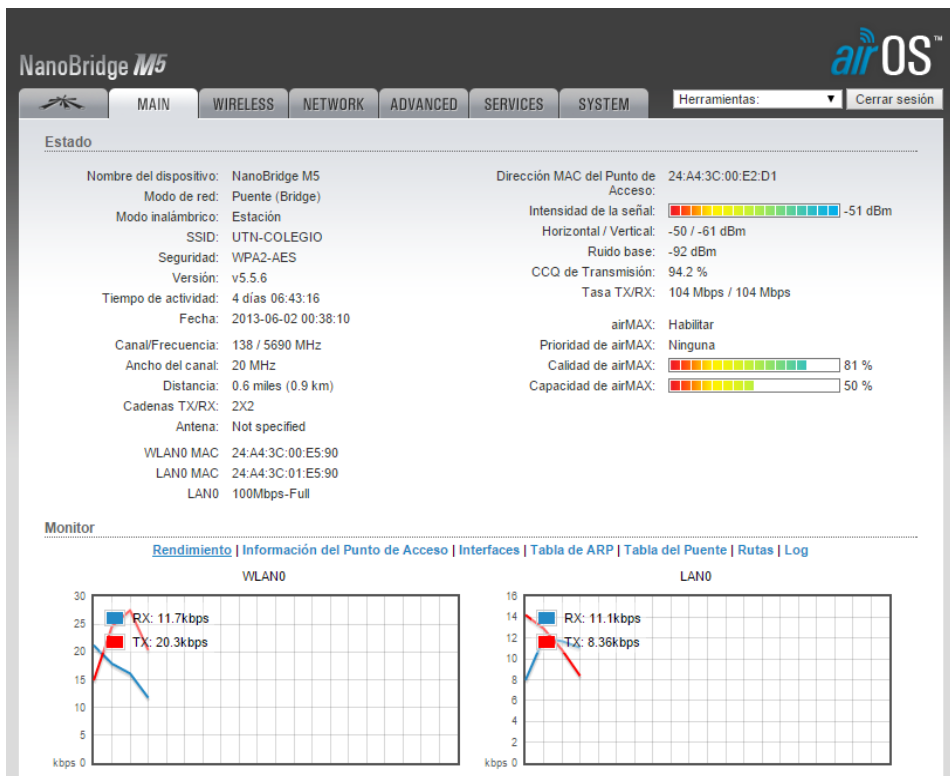 NanoBridge M5
airOS™
MAIN
WIRELESS
NETWORK
ADVANCED
SERVICES
SYSTEM
Herramientas:
Cerrar sesión
Estado
Nombre del dispositivo: NanoBridge M5
Modo de red: Puente (Bridge)
Modo inalámbrico: Estación
SSID: UTN-COLEGIO
Seguridad: WPA2-AES
Versión: v5.5.6
Tiempo de actividad: 4 días 06:43:16
Fecha: 2013-06-02 00:38:10
Canal/Frecuencia: 138 / 5690 MHz
Ancho del canal: 20 MHz
Distancia: 0.6 miles (0.9 km)
Cadenas TX/RX: 2X2
Antena: Not specified
WLAN0 MAC 24:A4:3C:00:E5:90
LAN0 MAC 24:A4:3C:01:E5:90
LAN0 100Mbps-Full
Dirección MAC del Punto de
Acceso:
24:A4:3C:00:E2:D1
Intensidad de la señal: -51 dBm
Horizontal / Vertical: -50 / -61 dBm
Ruido base: -92 dBm
CCQ de Transmisión: 94.2 %
Tasa TX/RX: 104 Mbps / 104 Mbps
airMAX: Habilitar
Prioridad de airMAX: Ninguna
Calidad de airMAX: 81 %
Capacidad de airMAX: 50 %
Monitor
Rendimiento | Información del Punto de Acceso | Interfaces | Tabla de ARP | Tabla del Puente | Rutas | Log
WLAN0
30
25
20
15
10
5
kbps 0
RX: 11.7kbps
TX: 20.3kbps
LAN0
16
14
12
10
8
6
4
2
kbps 0
RX: 11.1kbps
TX: 8.36kbps